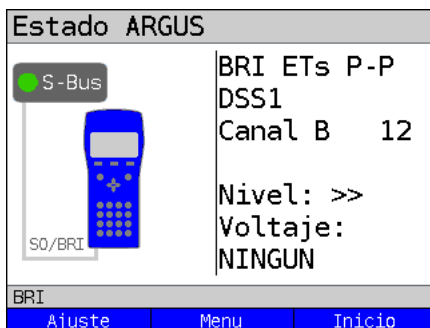 Estado ARGUS
S-Bus
S0/BRI
BRI ETs P-P
DSS1
Canal B 12
Nivel: >>
Voltaje:
NINGUN
BRI
Ajuste Menu Inicio